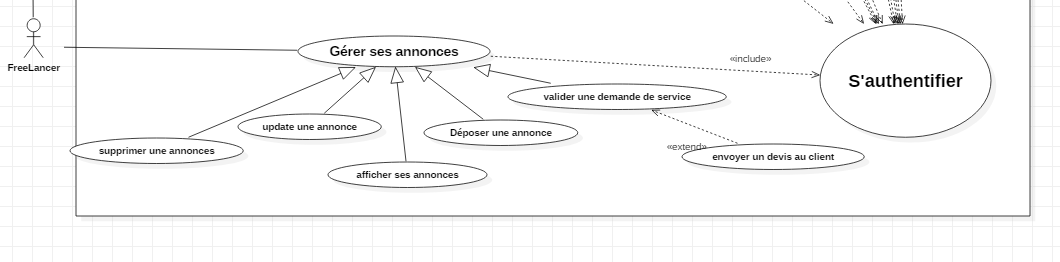 Gérer ses annonces
«include»
FreeLancer
S'authentifier
valider une demande de service
update une annonce
Déposer une annonce
supprimer une annonces
«extend»
envoyer un devis au client
afficher ses annonces